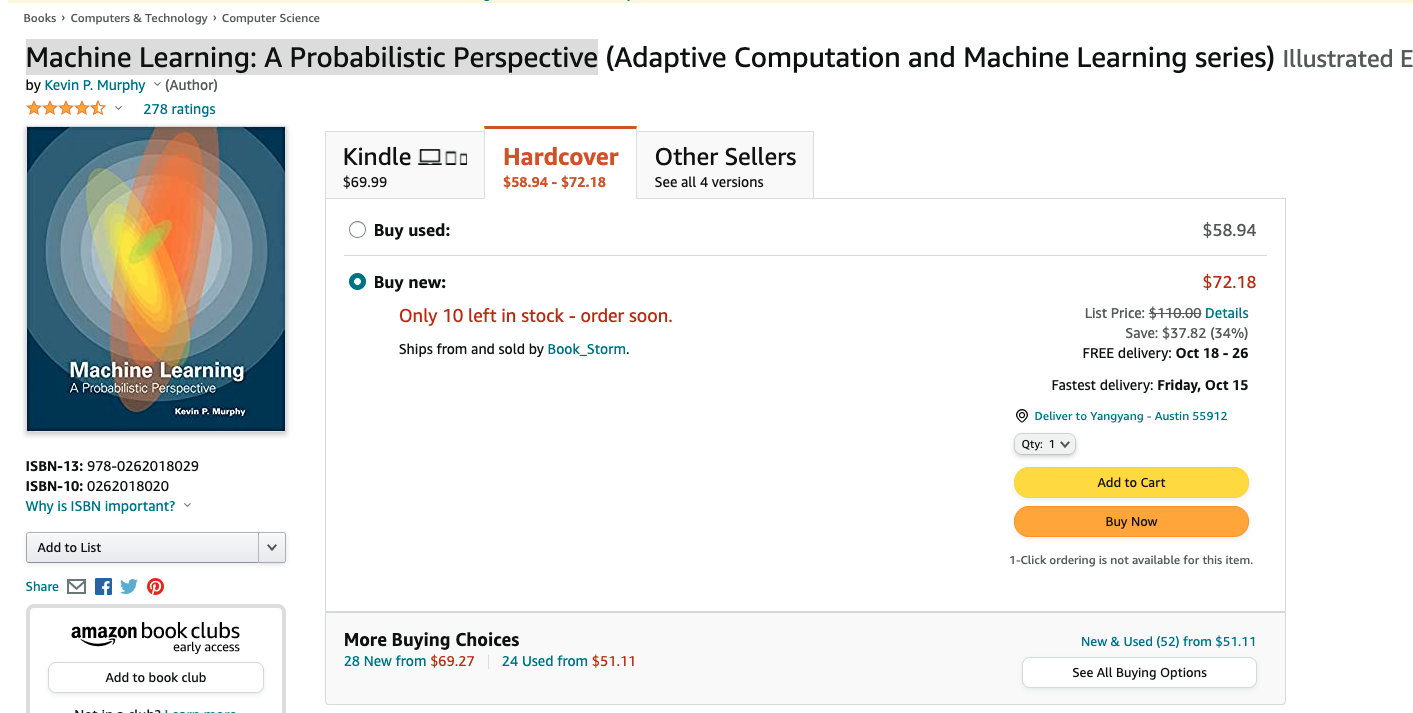 Books › Computers & Technology › Computer Science
Machine Learning: A Probabilistic Perspective (Adaptive Computation and Machine Learning series) Illustrated E
by Kevin P. Murphy (Author)
278 ratings
Machine Learning
A Probabilistic Perspective
Kevin P. Murphy
ISBN-13: 978-0262018029
ISBN-10: 0262018020
Why is ISBN important?
Add to List
Share
amazon book clubs
early access
Add to book club
Not in a club? Learn more
Kindle
$69.99
Hardcover
$58.94 - $72.18
Other Sellers
See all 4 versions
Buy used: $58.94
Buy new: $72.18
Only 10 left in stock - order soon.
Ships from and sold by Book_Storm.
List Price: $110.00 Details
Save: $37.82 (34%)
FREE delivery: Oct 18 - 26
Fastest delivery: Friday, Oct 15
Deliver to Yangyang - Austin 55912
Qty: 1
Add to Cart
Buy Now
1-Click ordering is not available for this item.
More Buying Choices
28 New from $69.27 | 24 Used from $51.11
New & Used (52) from $51.11
See All Buying Options